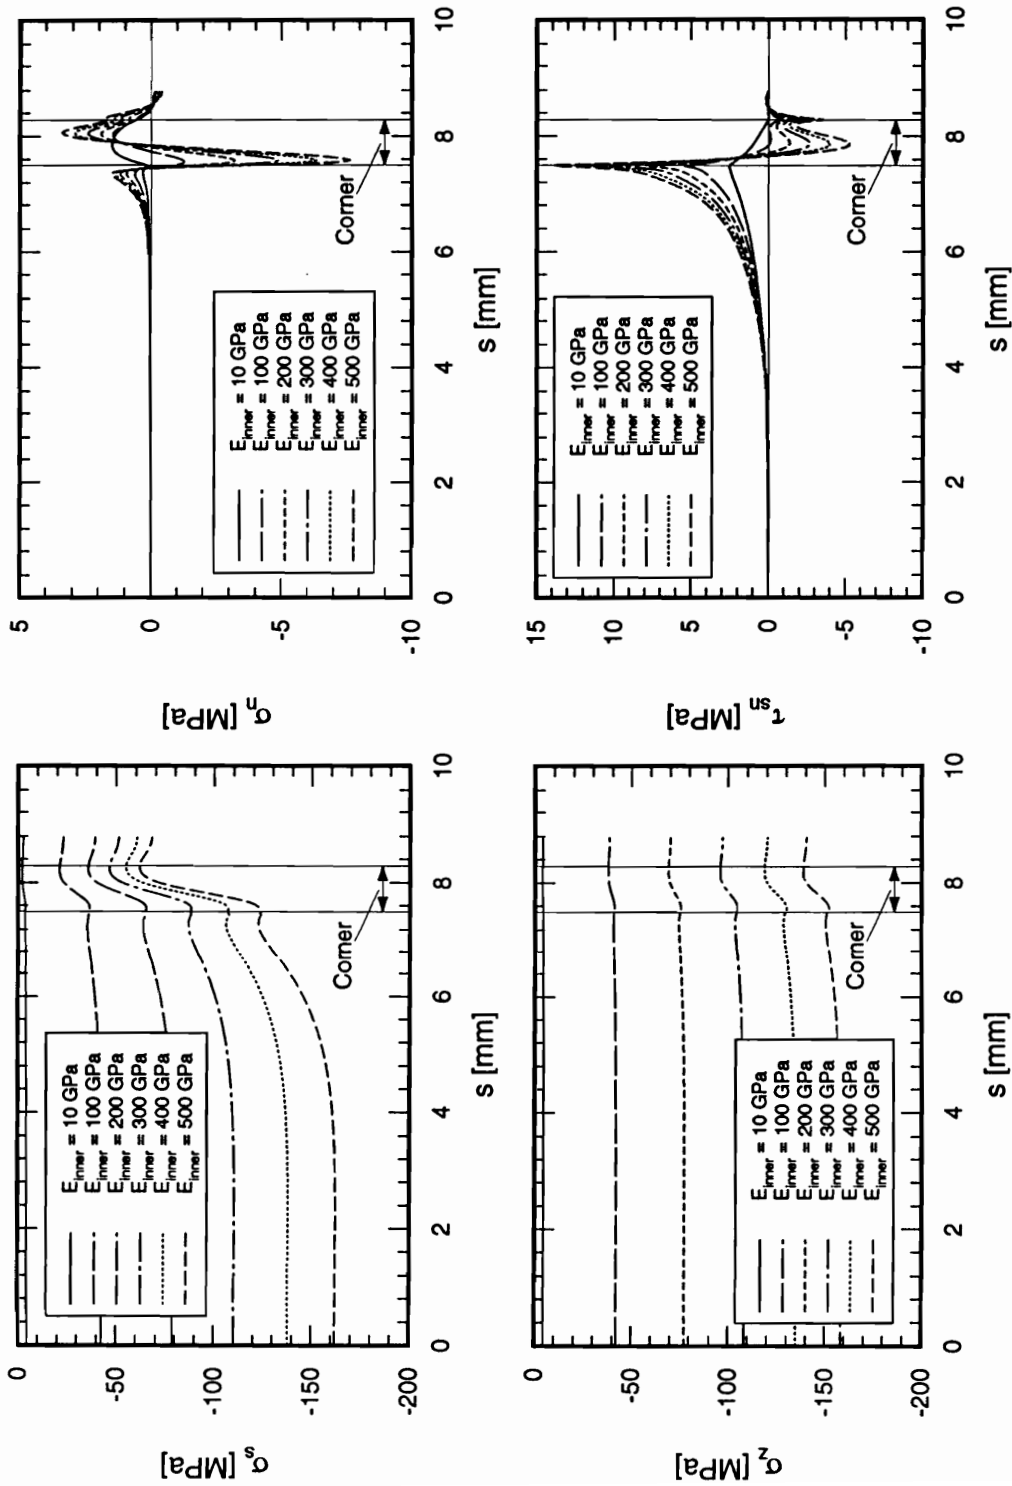 σs [MPa]
0
-50
-100
-150
-200
Einner = 10 GPa
Einner = 100 GPa
Einner = 200 GPa
Einner = 300 GPa
Einner = 400 GPa
Einner = 500 GPa
Corner
0 2 4 6 8 10
s [mm]
σn [MPa]
5
0
-5
-10
Einner = 10 GPa
Einner = 100 GPa
Einner = 200 GPa
Einner = 300 GPa
Einner = 400 GPa
Einner = 500 GPa
Corner
0 2 4 6 8 10
s [mm]
σz [MPa]
0
-50
-100
-150
-200
Einner = 10 GPa
Einner = 100 GPa
Einner = 200 GPa
Einner = 300 GPa
Einner = 400 GPa
Einner = 500 GPa
Corner
0 2 4 6 8 10
s [mm]
τsn [MPa]
15
10
5
0
-5
-10
Einner = 10 GPa
Einner = 100 GPa
Einner = 200 GPa
Einner = 300 GPa
Einner = 400 GPa
Einner = 500 GPa
Corner
0 2 4 6 8 10
s [mm]